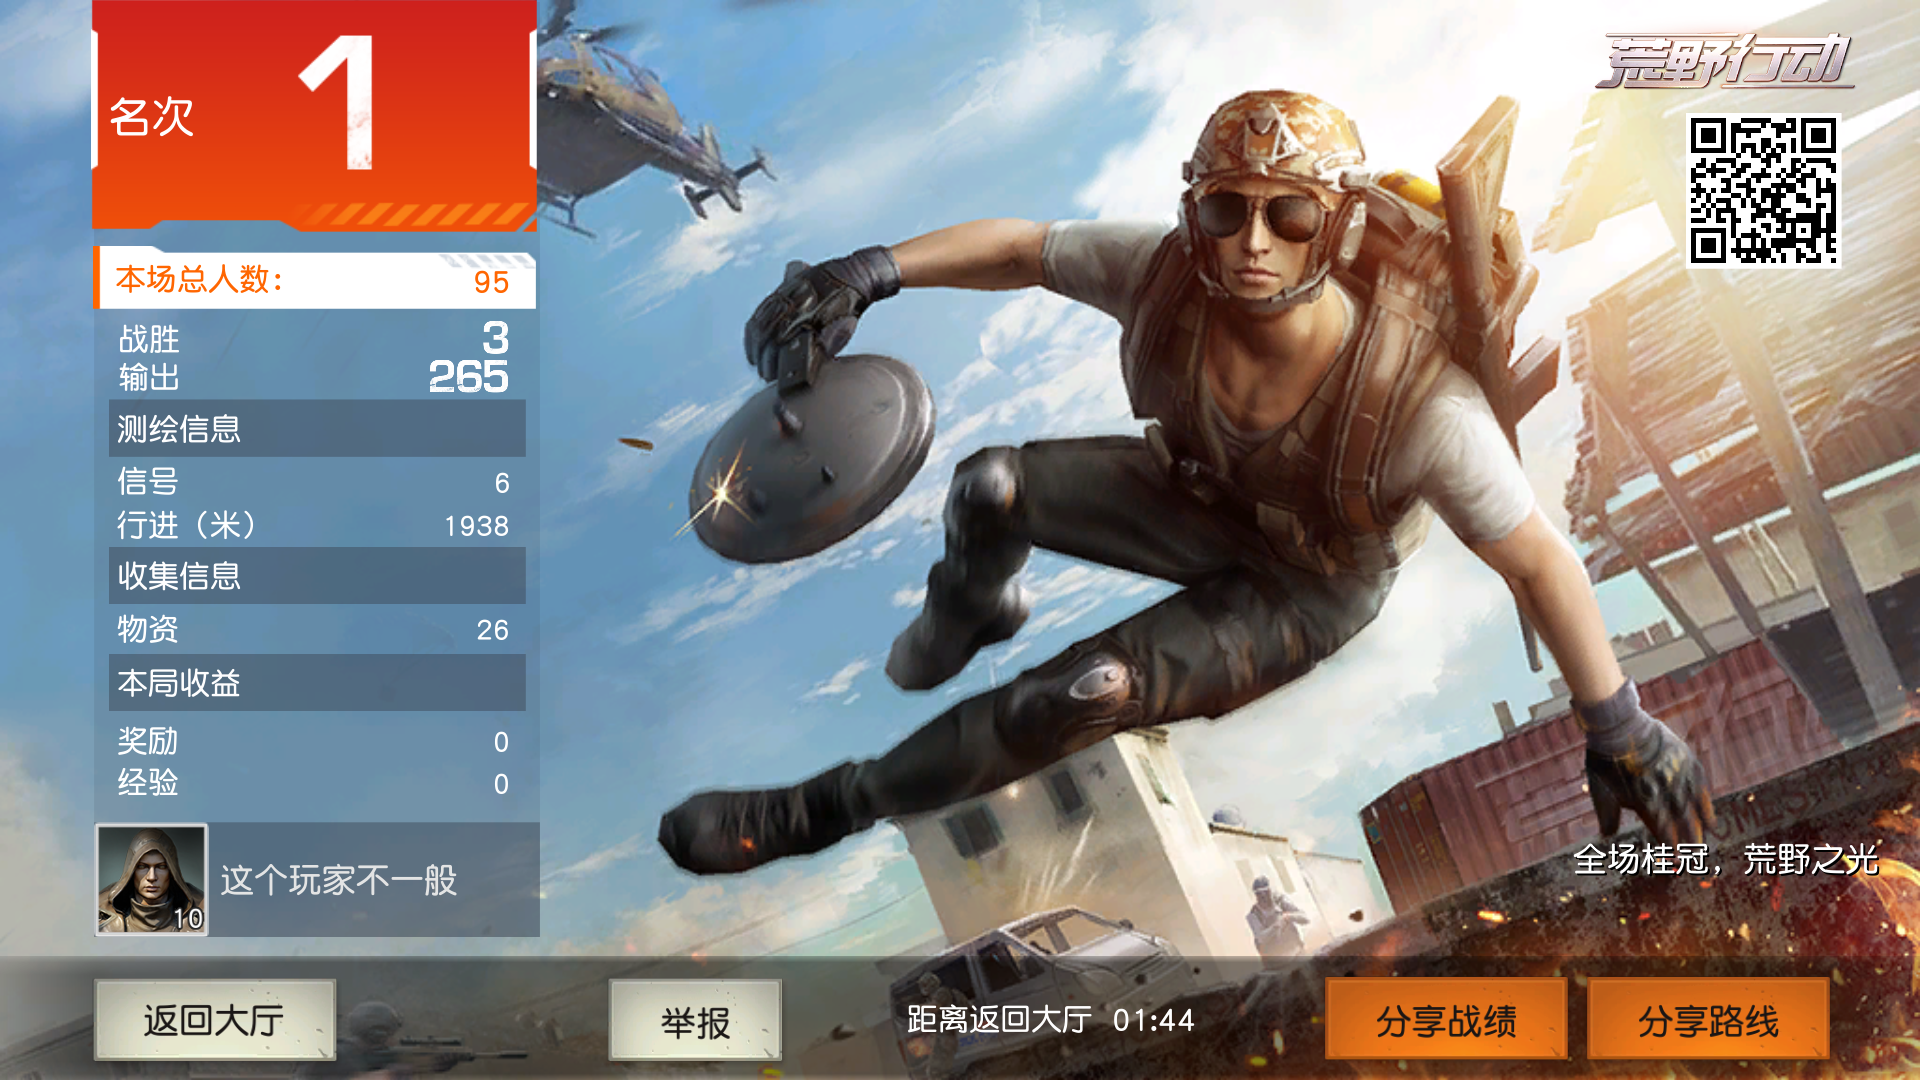 名次 1
荒野行动
本场总人数： 95
战胜 3
输出 265
测绘信息
信号 6
行进（米） 1938
收集信息
物资 26
本局收益
奖励 0
经验 0
10 这个玩家不一般
全场桂冠，荒野之光
返回大厅 举报 距离返回大厅 01:44 分享战绩 分享路线